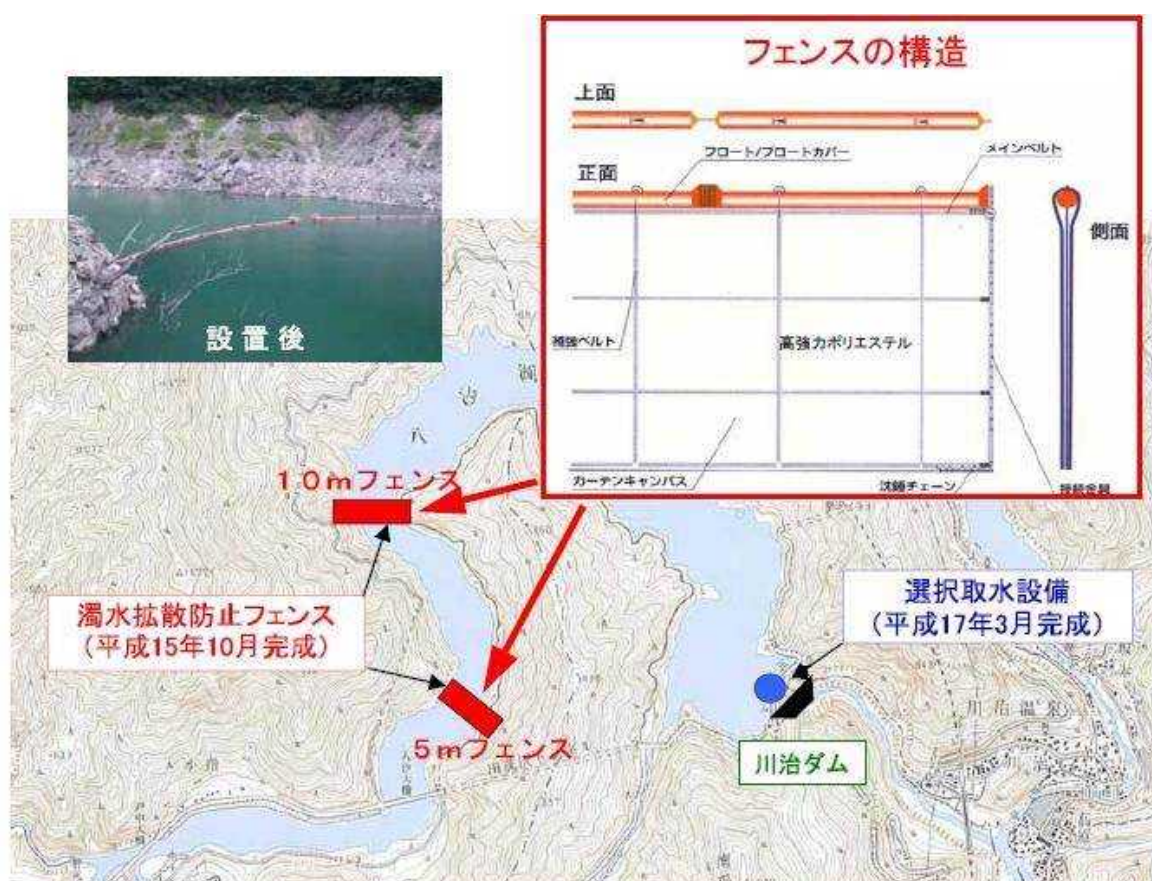 フェンスの構造
上面
フロート/フロートカバー
メインベルト
正面
側面
補強ベルト
高強力ポリエステル
カーテンキャンバス
沈錘チェーン
接続金具
設置後
八
汐
湖
10mフェンス
濁水拡散防止フェンス
(平成15年10月完成)
5mフェンス
選択取水設備
(平成17年3月完成)
川治ダム
川治温泉